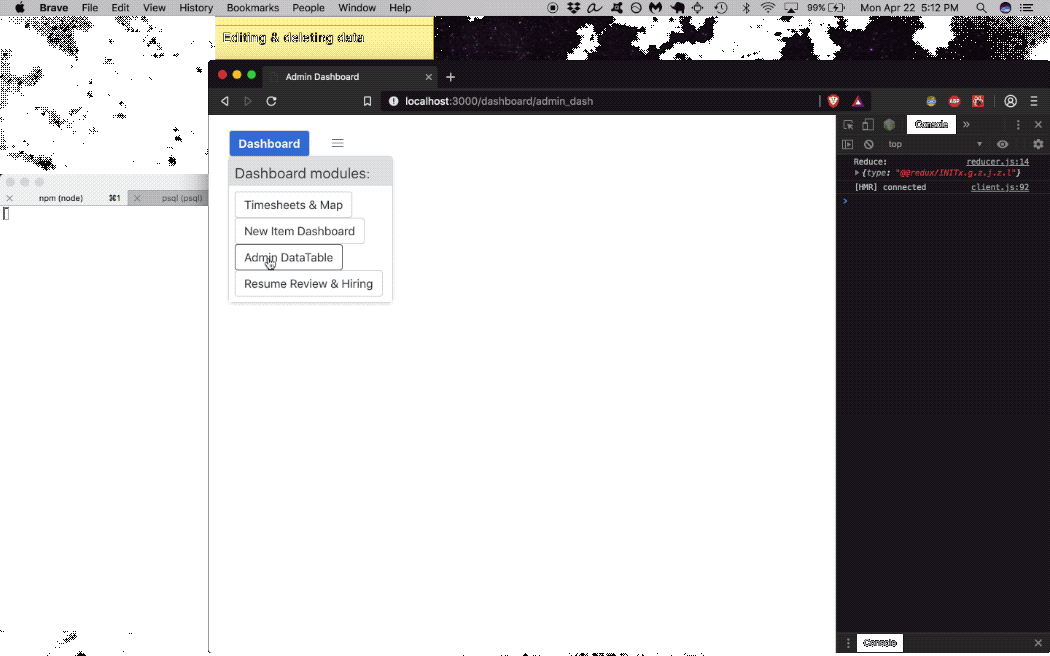 Brave File Edit View History Bookmarks People Window Help 99% Mon Apr 22 5:12 PM
Editing & deleting data
Admin Dashboard
localhost:3000/dashboard/admin_dash
ABP
Dashboard
Dashboard modules:
Timesheets & Map
New Item Dashboard
Admin DataTable
Resume Review & Hiring
npm (node) ⌘1 psql (psql)
Console »
top
Reduce: reducer.js:14
{type: "@@redux/INITx.g.z.j.z.l"}
[HMR] connected client.js:92
>
Console